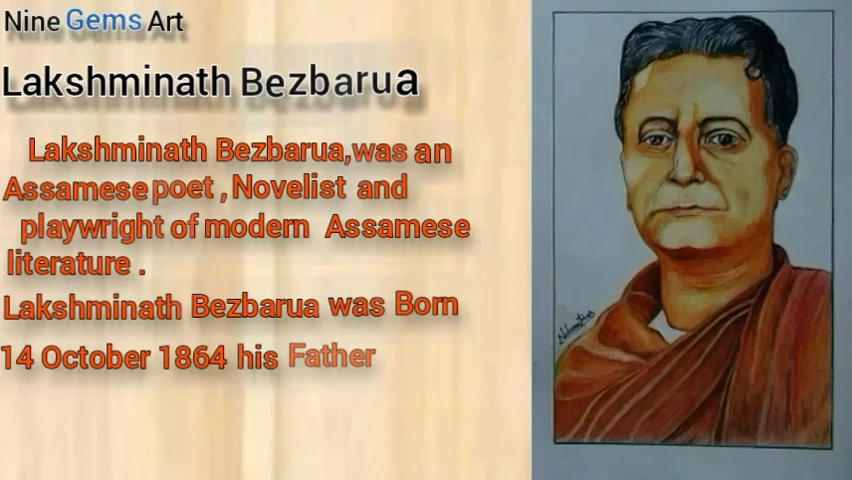 Nine Gems Art
Lakshminath Bezbarua
Lakshminath Bezbarua,was an
Assamese poet , Novelist and
playwright of modern Assamese
literature .
Lakshminath Bezbarua was Born
14 October 1864 his Father